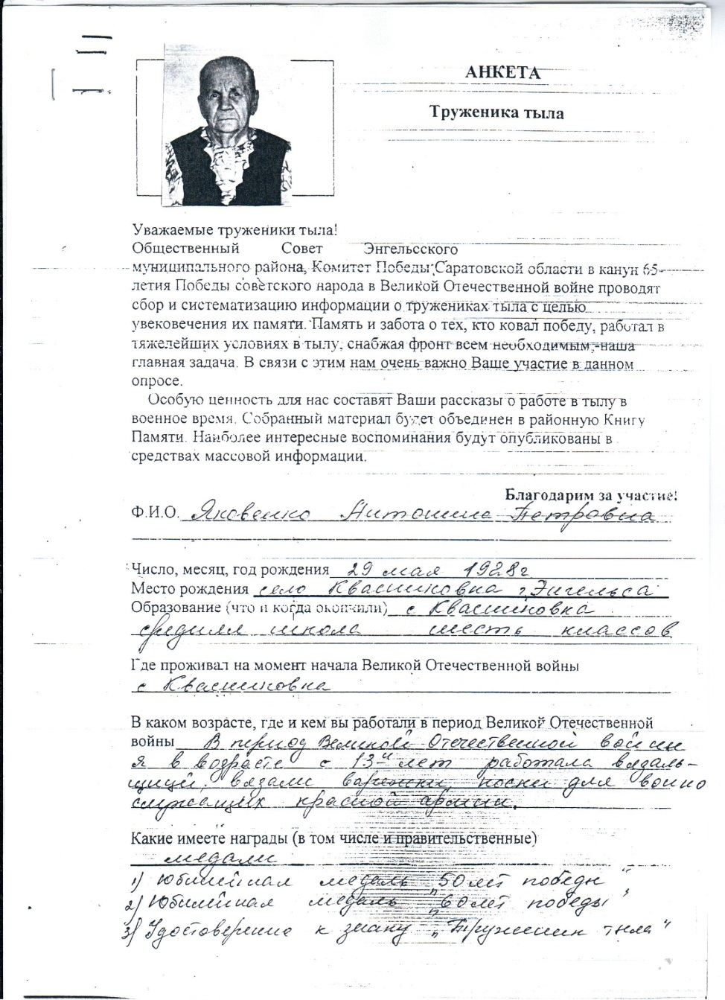 АНКЕТА
Труженика тыла
Уважаемые труженики тыла!
Общественный Совет Энгельсского
муниципального района, Комитет Победы Саратовской области в канун 65-
летия Победы советского народа в Великой Отечественной войне проводят
сбор и систематизацию информации о тружениках тыла с целью
увековечения их памяти. Память и забота о тех, кто ковал победу, работал в
тяжелейших условиях в тылу, снабжая фронт всем необходимым,-наша
главная задача. В связи с этим нам очень важно Ваше участие в данном
опросе.
Особую ценность для нас составят Ваши рассказы о работе в тылу в
военное время. Собранный материал будет объединен в районную Книгу
Памяти. Наиболее интересные воспоминания будут опубликованы в
средствах массовой информации.
Благодарим за участие!
Ф.И.О. Яковенко Антонина Петровна
Число, месяц, год рождения 29 мая 1928г
Место рождения село Квасниковка г. Энгельса
Образование (что и когда окончили) с Квасниковка
средняя школа шесть классов
Где проживал на момент начала Великой Отечественной войны
с Квасниковка
В каком возрасте, где и кем вы работали в период Великой Отечественной
войны В период Великой Отечественной войны
я в возрасте с 13-и лет работала вязаль-
щицей. вязали варежки, носки для военно
служащих красной армии.
Какие имеете награды (в том числе и правительственные)
медали
1) Юбилейная медаль „50 лет победы"
2) Юбилейная медаль „60 лет победы"
3) Удостоверение к знаку „Труженик тыла"